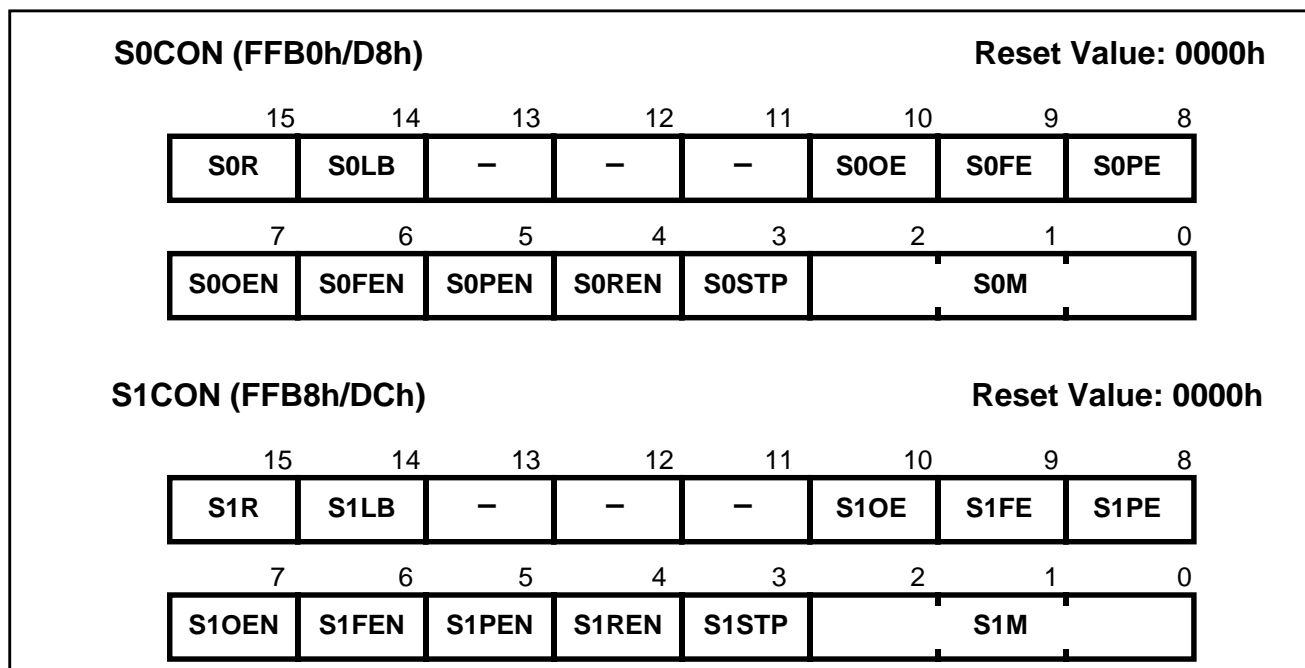 S0CON (FFB0h/D8h) Reset Value: 0000h
15 14 13 12 11 10 9 8
S0R S0LB – – – S0OE S0FE S0PE
7 6 5 4 3 2 1 0
S0OEN S0FEN S0PEN S0REN S0STP S0M
S1CON (FFB8h/DCh) Reset Value: 0000h
15 14 13 12 11 10 9 8
S1R S1LB – – – S1OE S1FE S1PE
7 6 5 4 3 2 1 0
S1OEN S1FEN S1PEN S1REN S1STP S1M